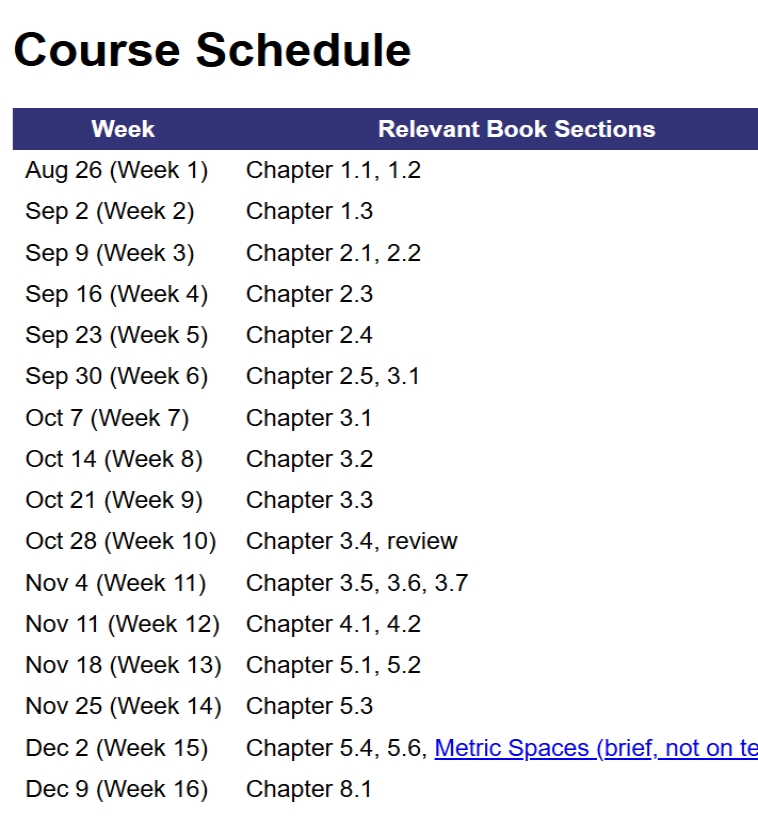 Course Schedule
Week Relevant Book Sections
Aug 26 (Week 1) Chapter 1.1, 1.2
Sep 2 (Week 2) Chapter 1.3
Sep 9 (Week 3) Chapter 2.1, 2.2
Sep 16 (Week 4) Chapter 2.3
Sep 23 (Week 5) Chapter 2.4
Sep 30 (Week 6) Chapter 2.5, 3.1
Oct 7 (Week 7) Chapter 3.1
Oct 14 (Week 8) Chapter 3.2
Oct 21 (Week 9) Chapter 3.3
Oct 28 (Week 10) Chapter 3.4, review
Nov 4 (Week 11) Chapter 3.5, 3.6, 3.7
Nov 11 (Week 12) Chapter 4.1, 4.2
Nov 18 (Week 13) Chapter 5.1, 5.2
Nov 25 (Week 14) Chapter 5.3
Dec 2 (Week 15) Chapter 5.4, 5.6, Metric Spaces (brief, not on
Dec 9 (Week 16) Chapter 8.1